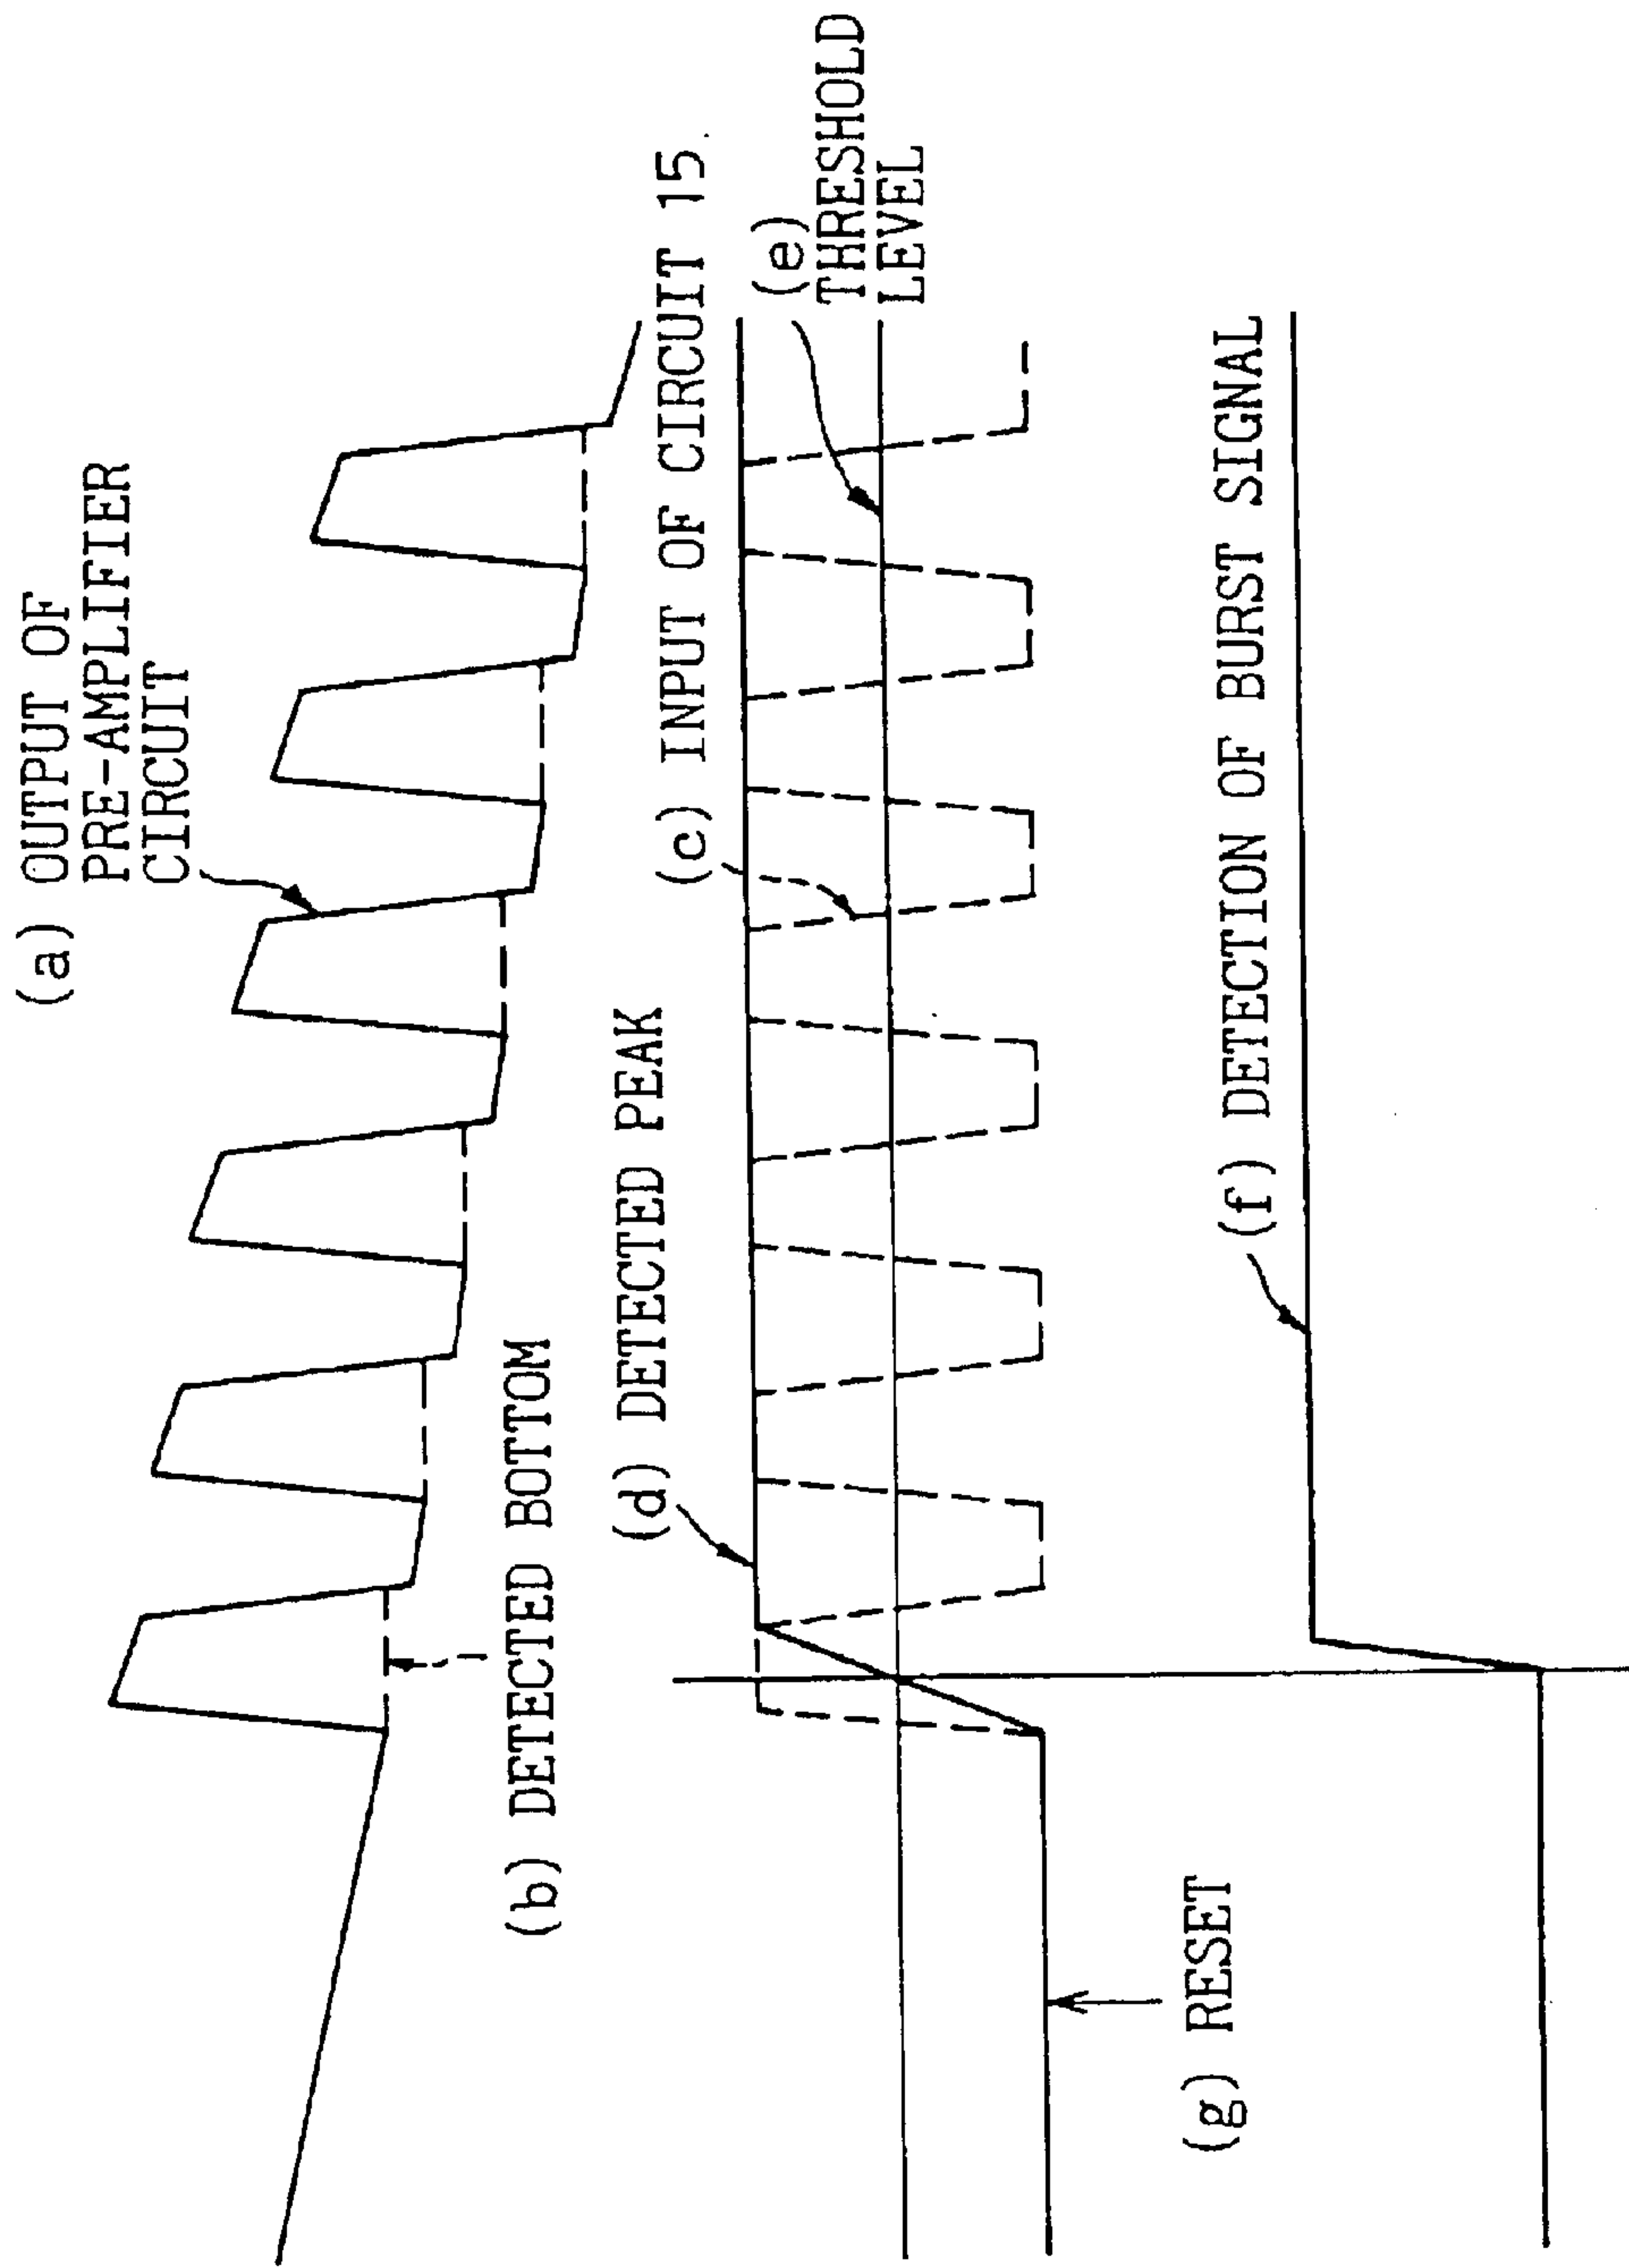 (a) OUTPUT OF
PRE-AMPLIFIER
CIRCUIT
(b) DETECTED BOTTOM
(d) DETECTED PEAK
(c) INPUT OF CIRCUIT 15
(e)
THRESHOLD
LEVEL
(g) RESET
(f) DETECTION OF BURST SIGNAL